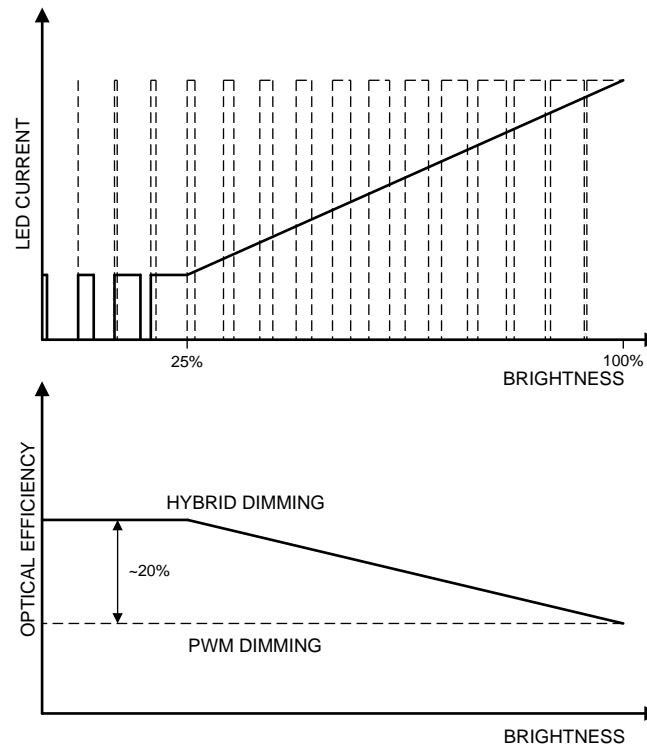 LED CURRENT
25%
100%
BRIGHTNESS
OPTICAL EFFICIENCY
HYBRID DIMMING
~20%
PWM DIMMING
BRIGHTNESS